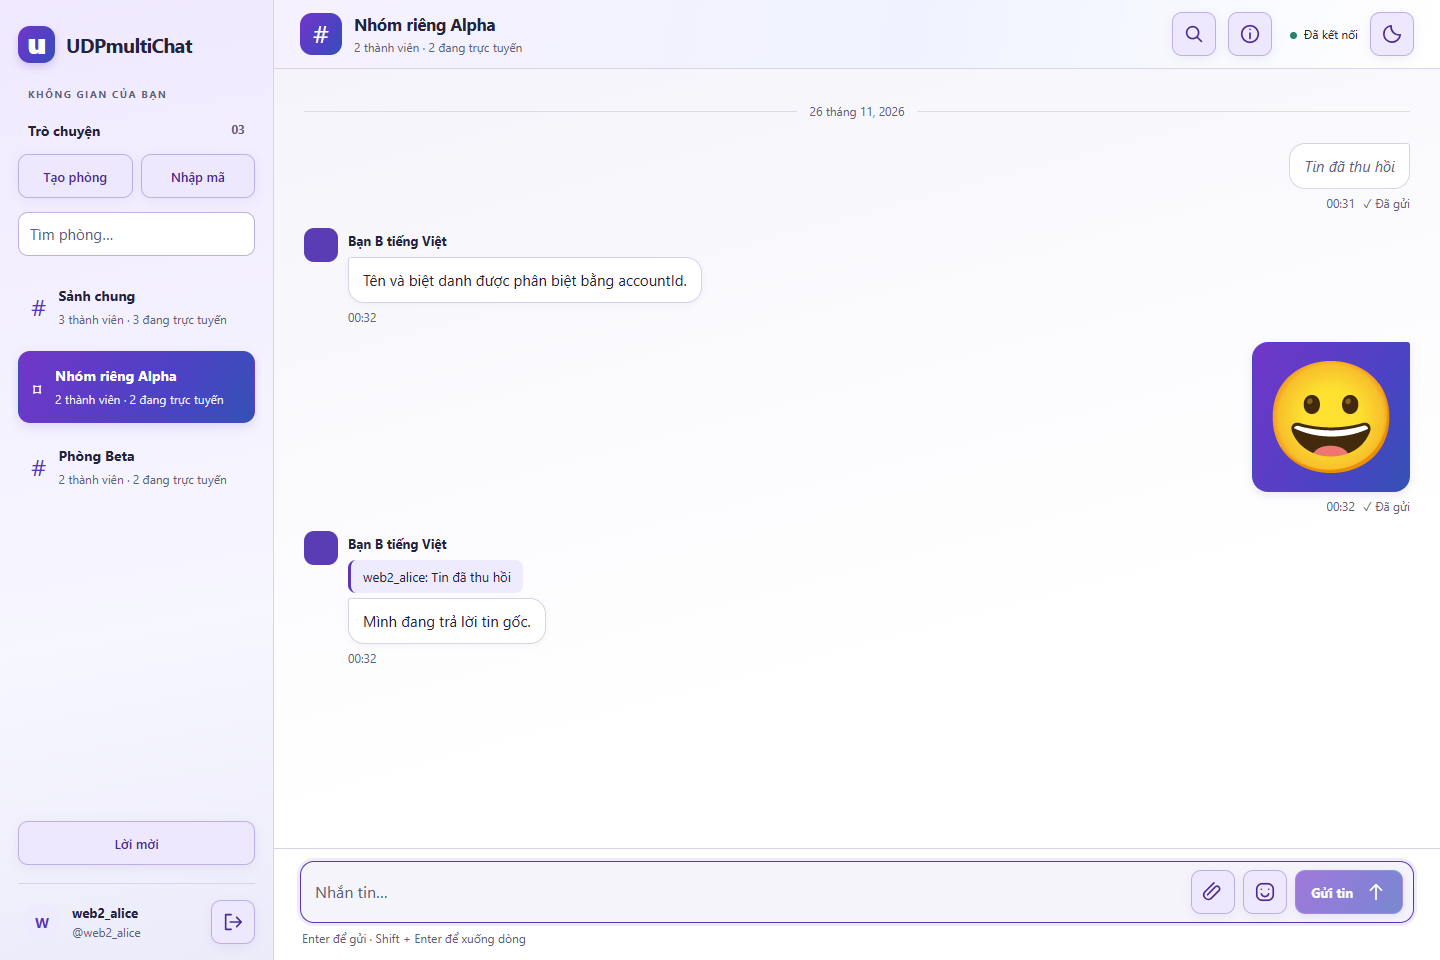 u UDPmultiChat
KHÔNG GIAN CỦA BẠN
Trò chuyện 03
Tạo phòng Nhập mã
Tìm phòng...
# Sảnh chung
3 thành viên · 3 đang trực tuyến
¤ Nhóm riêng Alpha
2 thành viên · 2 đang trực tuyến
# Phòng Beta
2 thành viên · 2 đang trực tuyến
Lời mời
W web2_alice
@web2_alice
# Nhóm riêng Alpha
2 thành viên · 2 đang trực tuyến
Đã kết nối
26 tháng 11, 2026
Tin đã thu hồi
00:31 ✓ Đã gửi
Bạn B tiếng Việt
Tên và biệt danh được phân biệt bằng accountId.
00:32
00:32 ✓ Đã gửi
Bạn B tiếng Việt
web2_alice: Tin đã thu hồi
Mình đang trả lời tin gốc.
00:32
Nhắn tin...
Gửi tin
Enter để gửi · Shift + Enter để xuống dòng